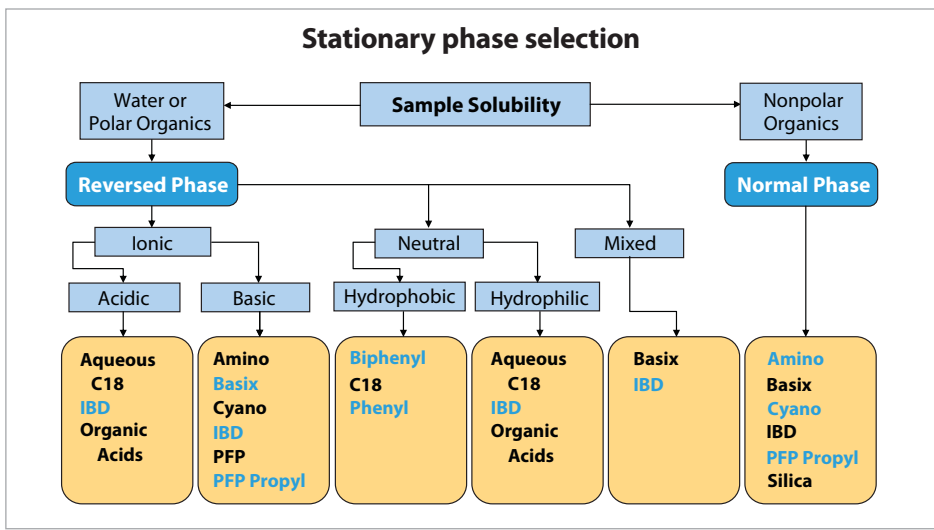 Stationary phase selection
Water or
Polar Organics
Sample Solubility
Nonpolar
Organics
Reversed Phase
Normal Phase
Ionic
Neutral
Mixed
Acidic
Basic
Hydrophobic
Hydrophilic
Aqueous
C18
IBD
Organic
Acids
Amino
Basix
Cyano
IBD
PFP
PFP Propyl
Biphenyl
C18
Phenyl
Aqueous
C18
IBD
Organic
Acids
Basix
IBD
Amino
Basix
Cyano
IBD
PFP Propyl
Silica